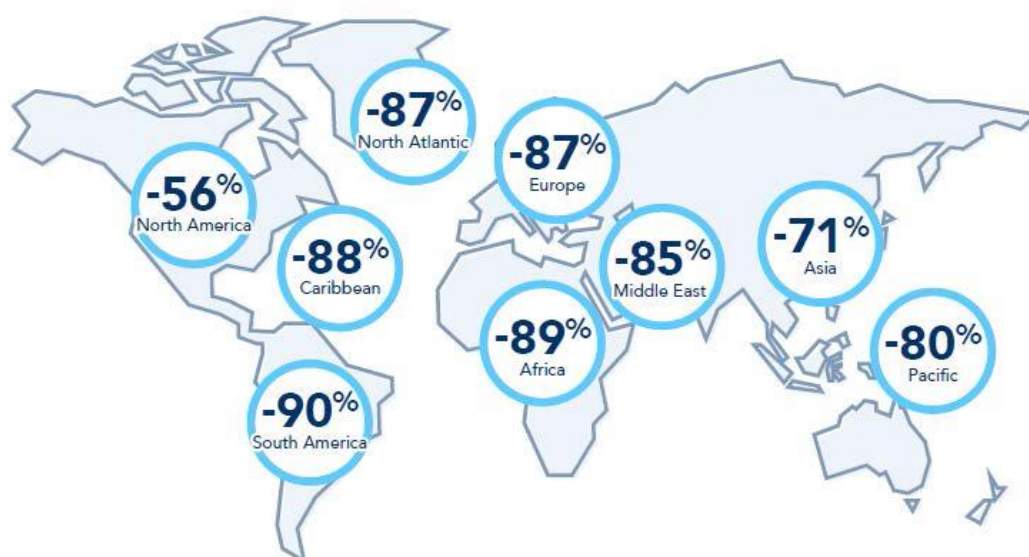 -87%
North Atlantic
-87%
Europe
-56%
North America
-88%
Caribbean
-85%
Middle East
-71%
Asia
-89%
Africa
-80%
Pacific
-90%
South America